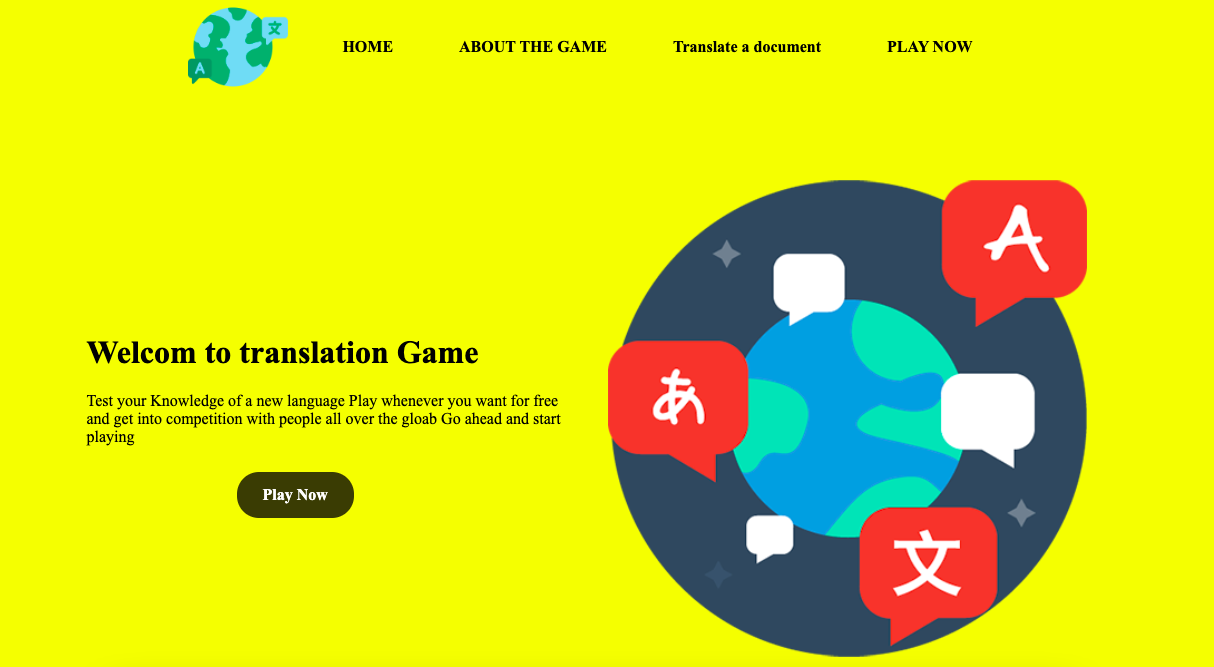 文
A
HOME
ABOUT THE GAME
Translate a document
PLAY NOW
Welcom to translation Game
Test your Knowledge of a new language Play whenever you want for free
and get into competition with people all over the gloab Go ahead and start
playing
Play Now
A
あ
文